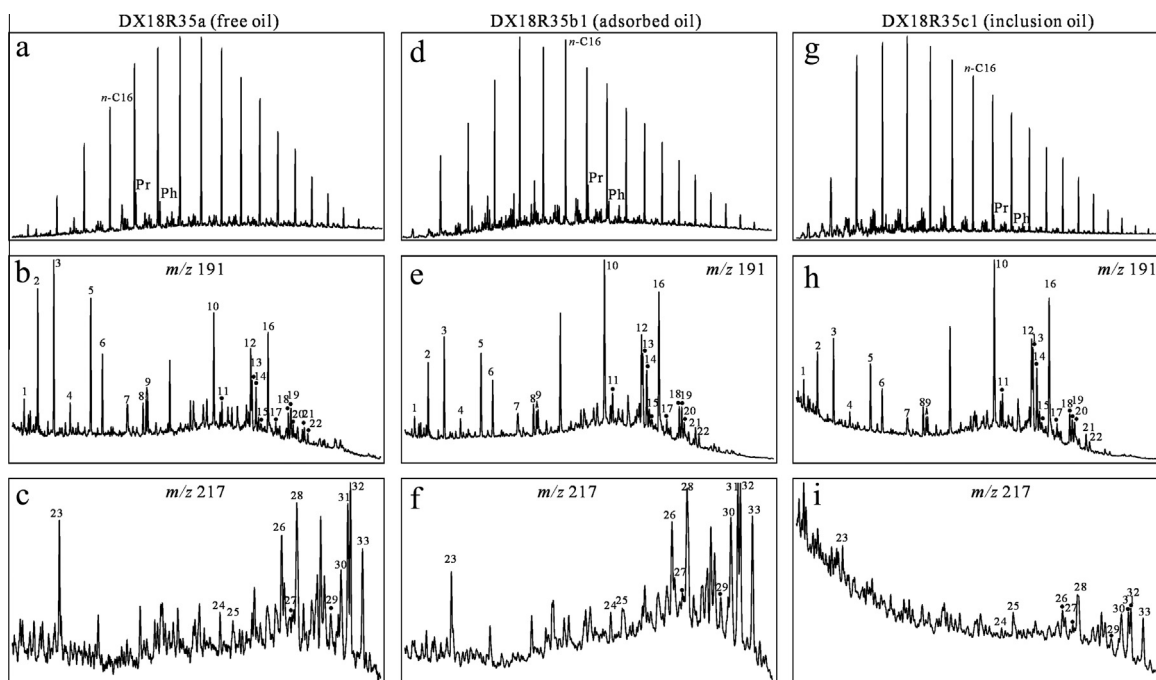 DX18R35a (free oil)
DX18R35b1 (adsorbed oil)
DX18R35c1 (inclusion oil)
a
n-C16
Pr
Ph
d
n-C16
Pr
Ph
g
n-C16
Pr
Ph
b
m/z 191
1 2 3 4 5 6 7 8 9 10 11 12 13 14 15 16 17 18 19 20 21 22
e
m/z 191
1 2 3 4 5 6 7 8 9 10 11 12 13 14 15 16 17 18 19 20 21 22
h
m/z 191
1 2 3 4 5 6 7 8 9 10 11 12 13 14 15 16 17 18 19 20 21 22
c
m/z 217
23 24 25 26 27 28 29 30 31 32 33
f
m/z 217
23 24 25 26 27 28 29 30 31 32 33
i
m/z 217
23 24 25 26 27 28 29 30 31 32 33